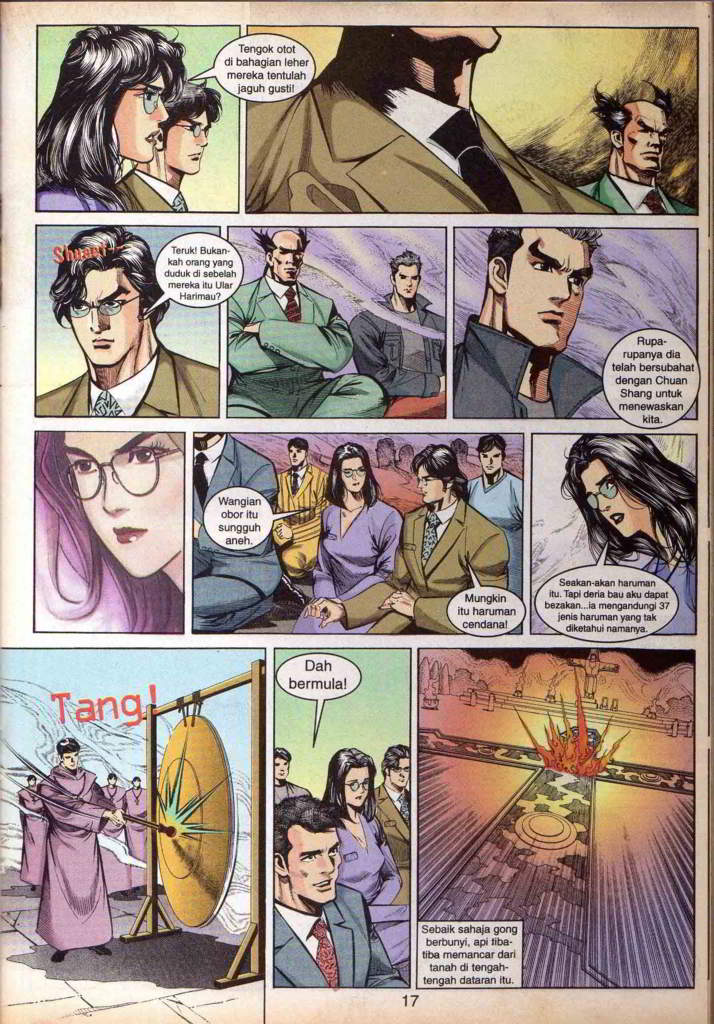 Tengok otot
di bahagian leher
mereka tentulah
jaguh gusti!
Teruk! Bukan-
kah orang yang
duduk di sebelah
mereka itu Ular
Harimau?
Rupa-
rupanya dia
telah bersubahat
dengan Chuan
Shang untuk
menewaskan
kita.
Wangian
obor itu
sungguh
aneh.
Mungkin
itu haruman
cendana!
Seakan-akan haruman
itu. Tapi deria bau aku dapat
bezakan...ia mengandungi 37
jenis haruman yang tak
diketahui namanya.
Tang!
Dah
bermula!
Sebaik sahaja gong
berbunyi, api tiba-
tiba memancar dari
tanah di tengah-
tengah dataran itu.
17